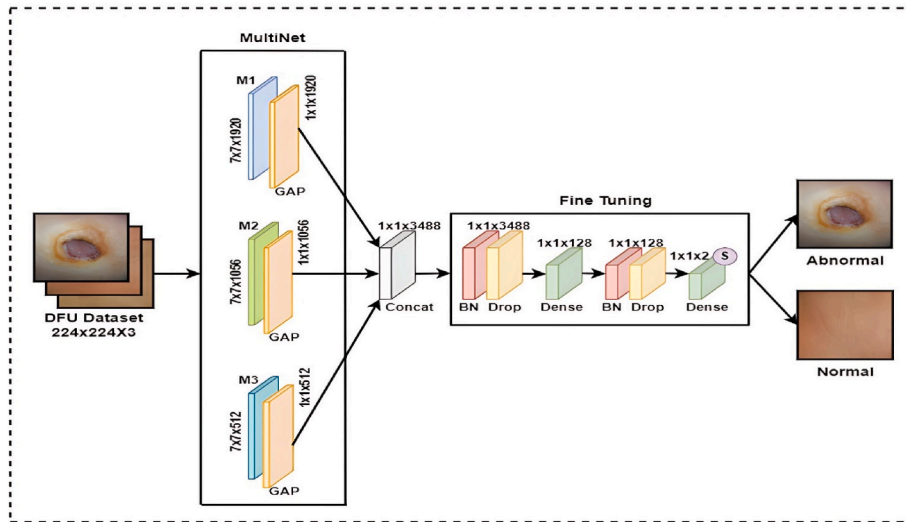 MultiNet
M1
7x7x1920
1x1x1920
GAP
M2
7x7x1056
1x1x1056
GAP
M3
7x7x512
1x1x512
GAP
DFU Dataset
224x224X3
1x1x3488
Concat
Fine Tuning
1x1x3488
BN Drop
1x1x128
Dense
1x1x128
BN Drop
1x1x2
S
Dense
Abnormal
Normal